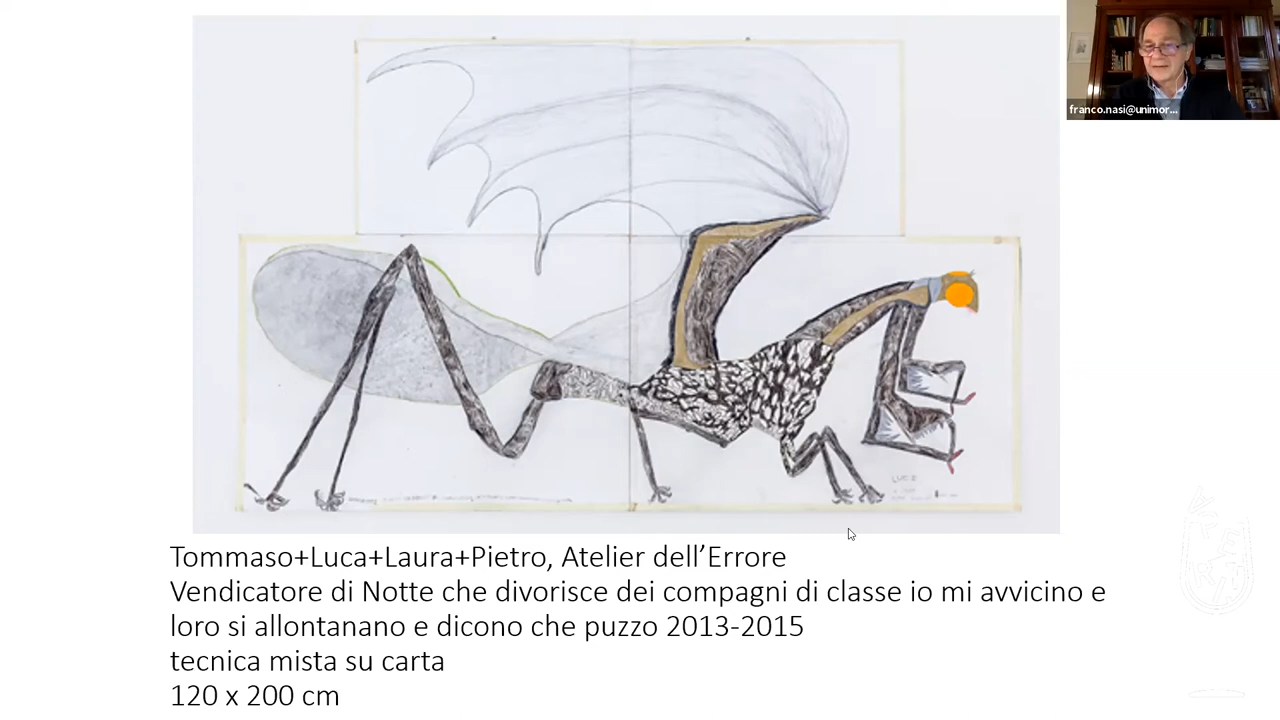 franco.nasi@unimor...
LUCE
Tommaso+Luca+Laura+Pietro, Atelier dell’Errore
Vendicatore di Notte che divorisce dei compagni di classe io mi avvicino e
loro si allontanano e dicono che puzzo 2013-2015
tecnica mista su carta
120 x 200 cm